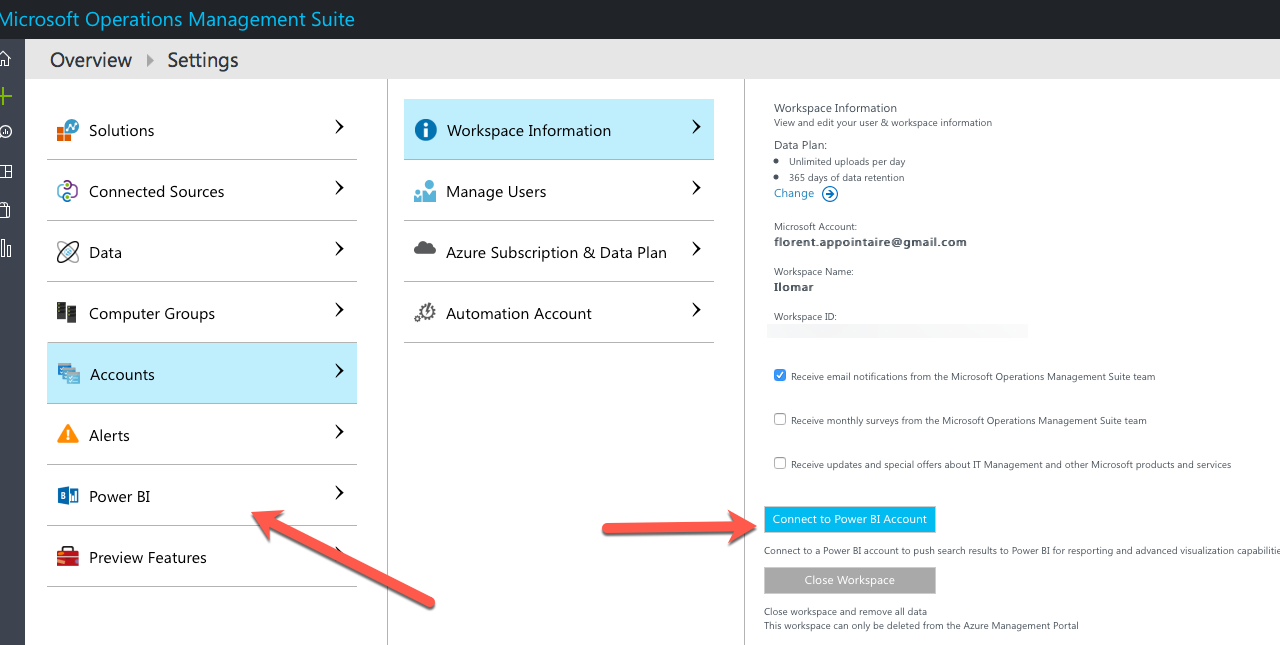 Microsoft Operations Management Suite
Overview Settings
Solutions
Connected Sources
Data
Computer Groups
Accounts
Alerts
Power BI
Preview Features
Workspace Information
Manage Users
Azure Subscription & Data Plan
Automation Account
Workspace Information
View and edit your user & workspace information
Data Plan:
Unlimited uploads per day
365 days of data retention
Change
Microsoft Account:
florent.appointaire@gmail.com
Workspace Name:
Ilomar
Workspace ID:
Receive email notifications from the Microsoft Operations Management Suite team
Receive monthly surveys from the Microsoft Operations Management Suite team
Receive updates and special offers about IT Management and other Microsoft products and services
Connect to Power BI Account
Connect to a Power BI account to push search results to Power BI for resporting and advanced visualization capabilitie
Close Workspace
Close workspace and remove all data
This workspace can only be deleted from the Azure Management Portal